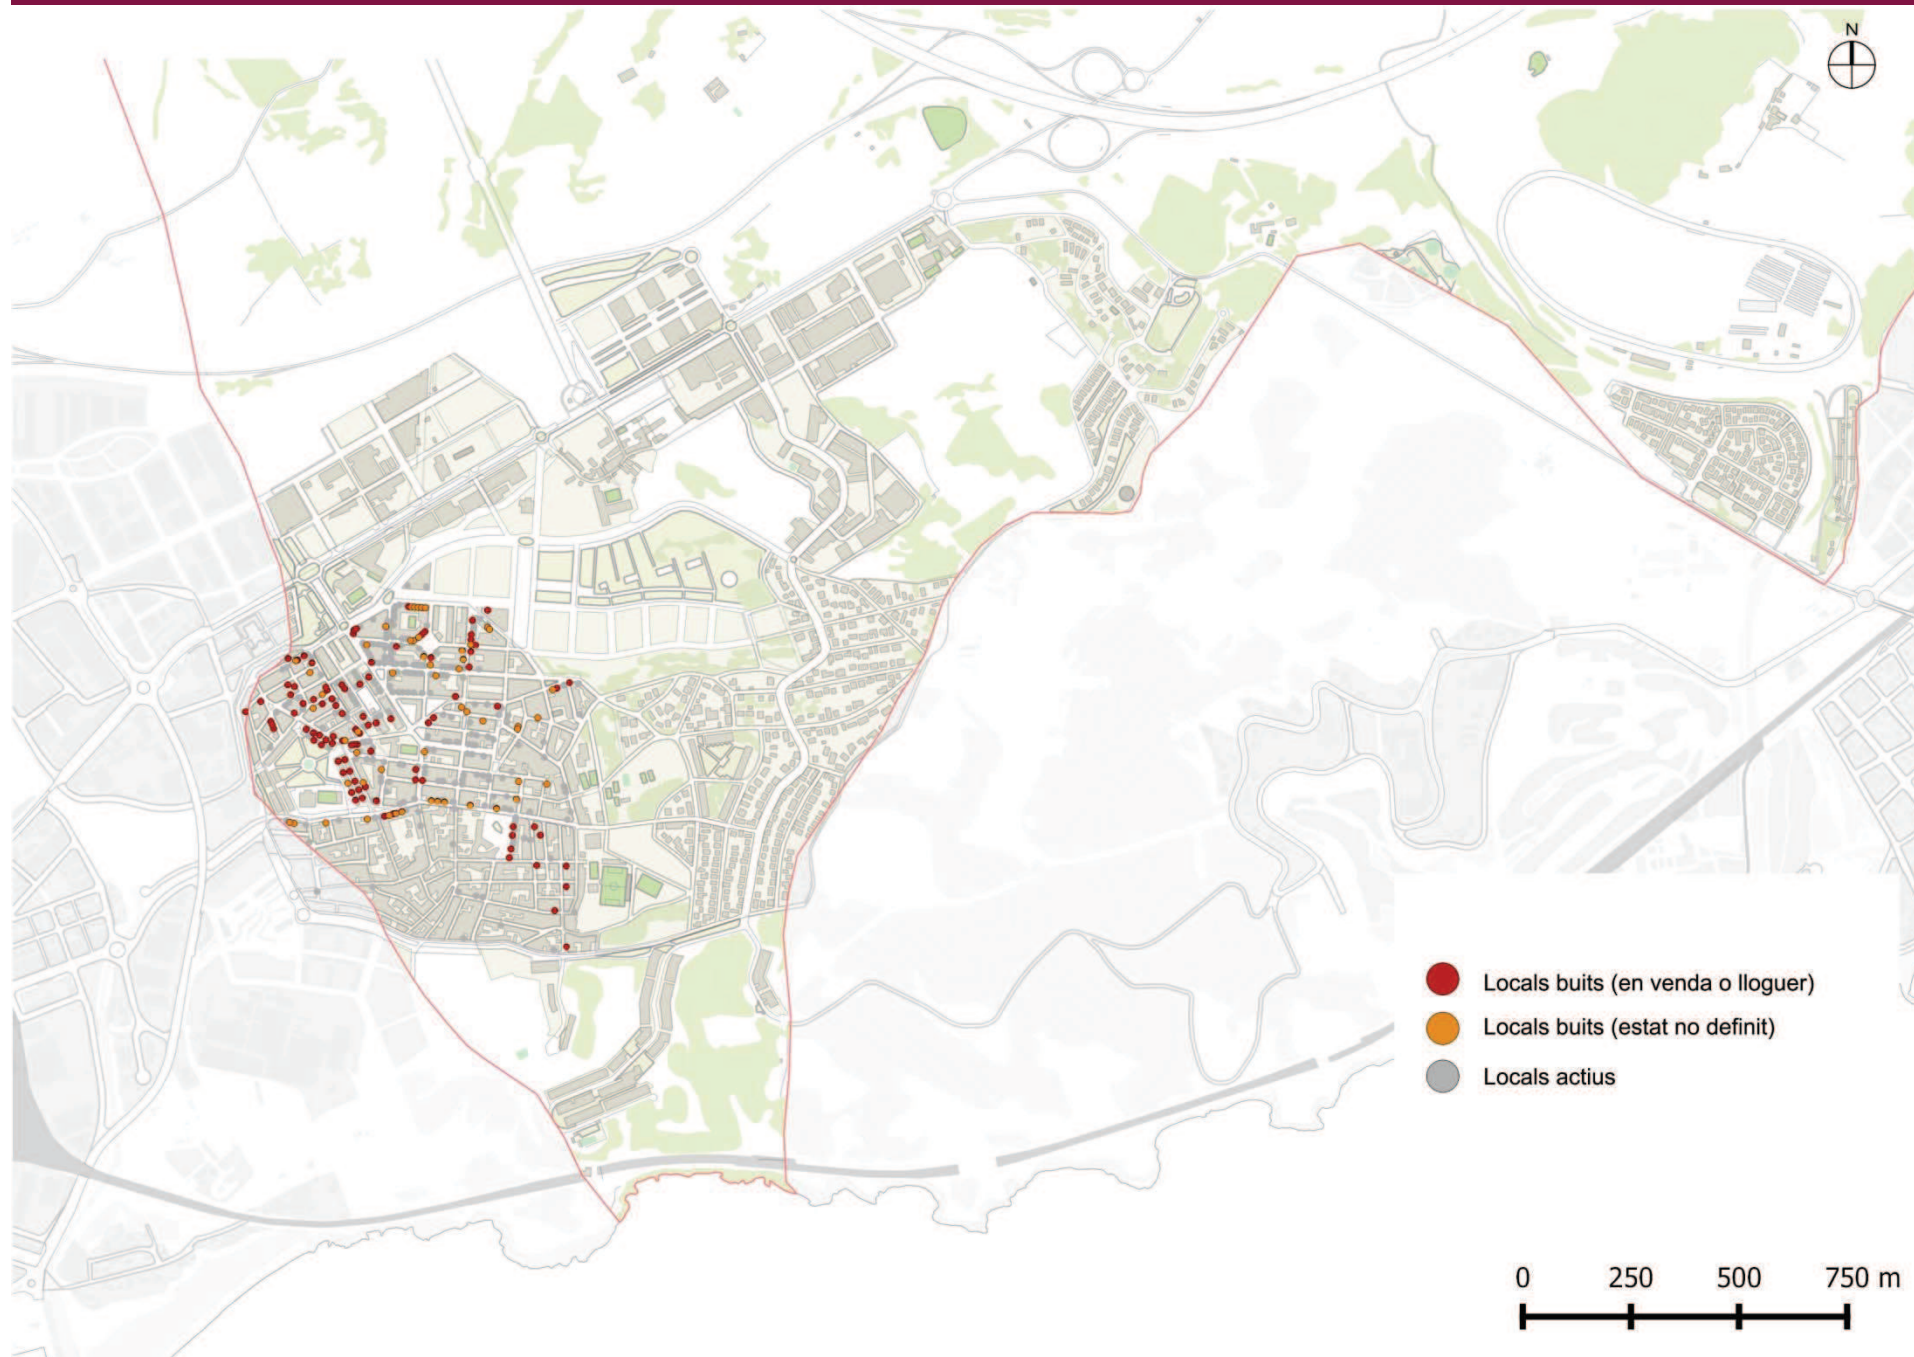 N
Locals buits (en venda o lloguer)
Locals buits (estat no definit)
Locals actius
0 250 500 750 m